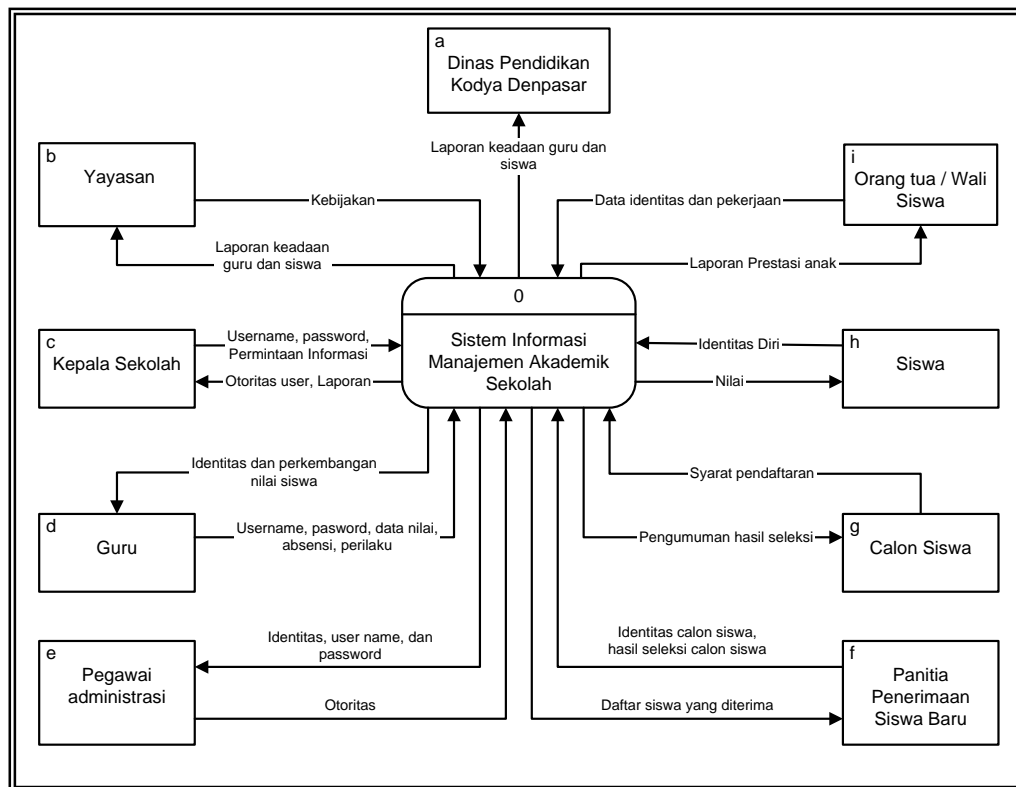 a
Dinas Pendidikan
Kodya Denpasar
Laporan keadaan guru dan
siswa
b
Yayasan
Kebijakan
Laporan keadaan
guru dan siswa
i
Orang tua / Wali
Siswa
Data identitas dan pekerjaan
Laporan Prestasi anak
0
Sistem Informasi
Manajemen Akademik
Sekolah
c
Kepala Sekolah
Username, password,
Permintaan Informasi
Otoritas user, Laporan
h
Siswa
Identitas Diri
Nilai
Identitas dan perkembangan
nilai siswa
d
Guru
Username, pasword, data nilai,
absensi, perilaku
Syarat pendaftaran
Pengumuman hasil seleksi
g
Calon Siswa
e
Pegawai
administrasi
Identitas, user name, dan
password
Otoritas
Identitas calon siswa,
hasil seleksi calon siswa
Daftar siswa yang diterima
f
Panitia
Penerimaan
Siswa Baru